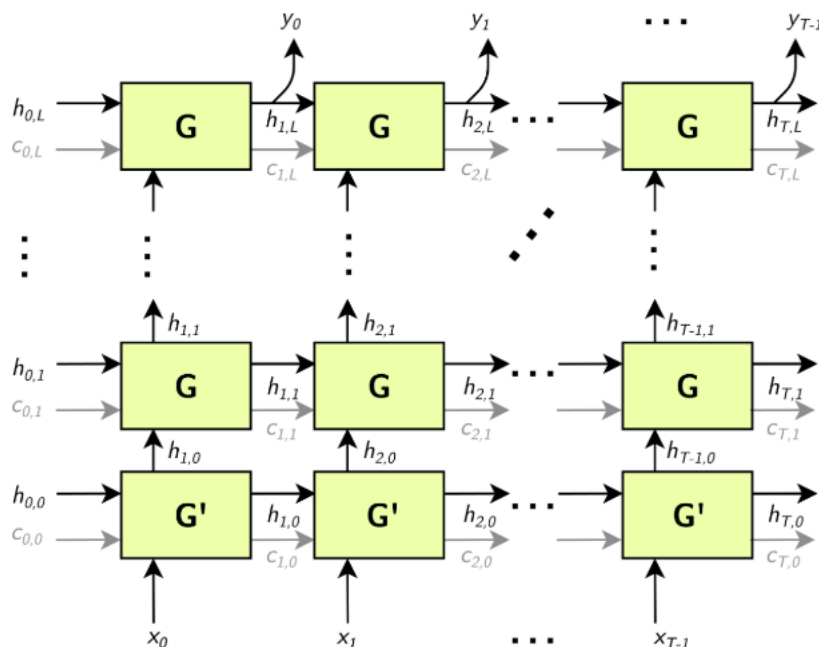 y0 y1 ... yT-1
h0,L G h1,L G h2,L ... G hT,L
c0,L c1,L c2,L cT,L
h1,1 h2,1 hT-1,1
h0,1 G h1,1 G h2,1 ... G hT,1
c0,1 c1,1 c2,1 cT,1
h1,0 h2,0 hT-1,0
h0,0 G' h1,0 G' h2,0 ... G' hT,0
c0,0 c1,0 c2,0 cT,0
x0 x1 ... xT-1